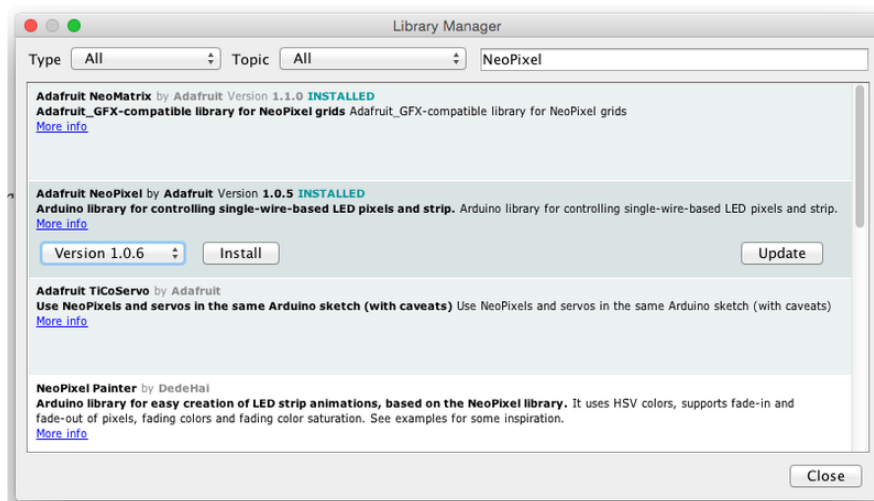 Library Manager
Type All Topic All NeoPixel
Adafruit NeoMatrix by Adafruit Version 1.1.0 INSTALLED
Adafruit_GFX-compatible library for NeoPixel grids Adafruit_GFX-compatible library for NeoPixel grids
More info
Adafruit NeoPixel by Adafruit Version 1.0.5 INSTALLED
Arduino library for controlling single-wire-based LED pixels and strip. Arduino library for controlling single-wire-based LED pixels and strip.
More info
Version 1.0.6 Install Update
Adafruit TiCoServo by Adafruit
Use NeoPixels and servos in the same Arduino sketch (with caveats) Use NeoPixels and servos in the same Arduino sketch (with caveats)
More info
NeoPixel Painter by DedeHai
Arduino library for easy creation of LED strip animations, based on the NeoPixel library. It uses HSV colors, supports fade-in and
fade-out of pixels, fading colors and fading color saturation. See examples for some inspiration.
More info
Close